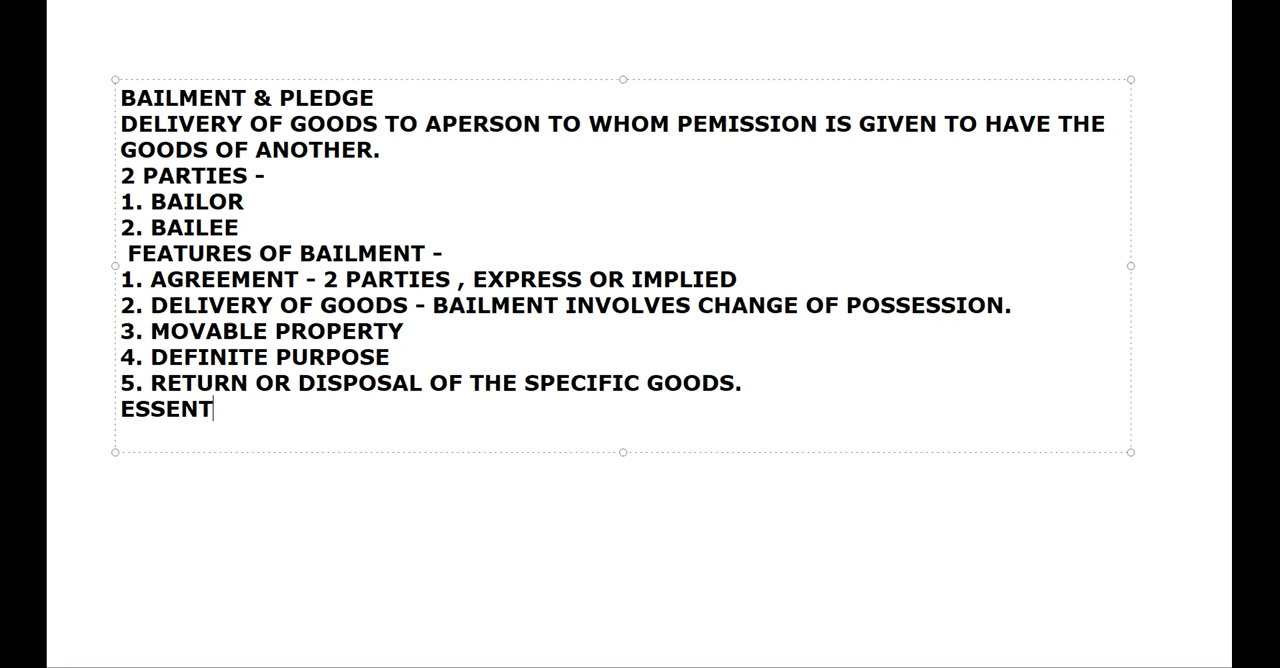 BAILMENT & PLEDGE
DELIVERY OF GOODS TO APERSON TO WHOM PEMISSION IS GIVEN TO HAVE THE
GOODS OF ANOTHER.
2 PARTIES –
1. BAILOR
2. BAILEE
FEATURES OF BAILMENT –
1. AGREEMENT – 2 PARTIES , EXPRESS OR IMPLIED
2. DELIVERY OF GOODS – BAILMENT INVOLVES CHANGE OF POSSESSION.
3. MOVABLE PROPERTY
4. DEFINITE PURPOSE
5. RETURN OR DISPOSAL OF THE SPECIFIC GOODS.
ESSENT